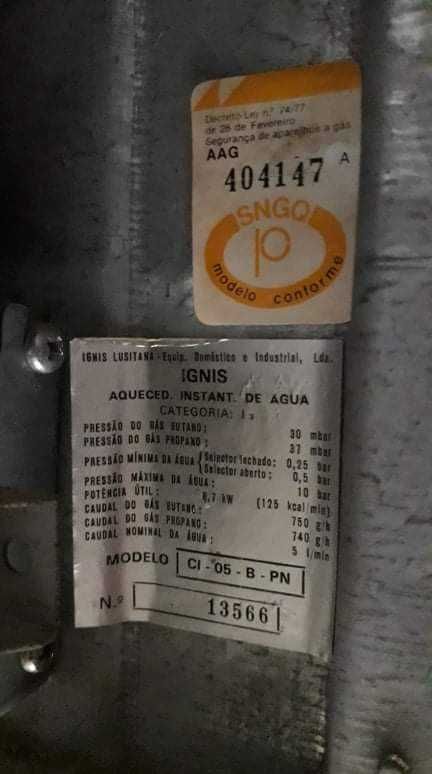 Decreto Ley n.º 74/77
de 28 de Fevereiro
Segurança de aparelhos a gás
AAG
404147 A
SNGQ
modelo conforme
IGNIS LUSITANA - Equip. Doméstico e Industrial, Lda.
IGNIS
AQUECED. INSTANT. DE ÁGUA
CATEGORIA: I₃
PRESSÃO DO GÁS BUTANO: 30 mbar
PRESSÃO DO GÁS PROPANO: 37 mbar
PRESSÃO MÍNIMA DA ÁGUA { Selector fechado: 0,25 bar
Selector aberto: 0,5 bar
PRESSÃO MÁXIMA DA ÁGUA: 10 bar
POTÊNCIA ÚTIL: 8,7 kW (125 kcal/min)
CAUDAL DO GÁS BUTANO: 750 g/h
CAUDAL DO GÁS PROPANO: 740 g/h
CAUDAL NOMINAL DA ÁGUA: 5 l/min
MODELO CI - 05 - B - PN
N.º 13566